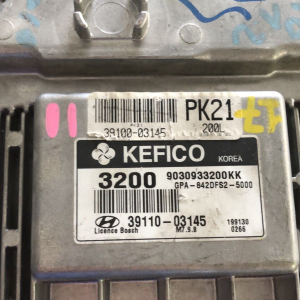 PK21
39100-03145
200L
KEFICO
KOREA
3200 9030933200KK
GPA-842DFS2-5000
39110-03145
Licence Bosch M7.9.8
199130
0266